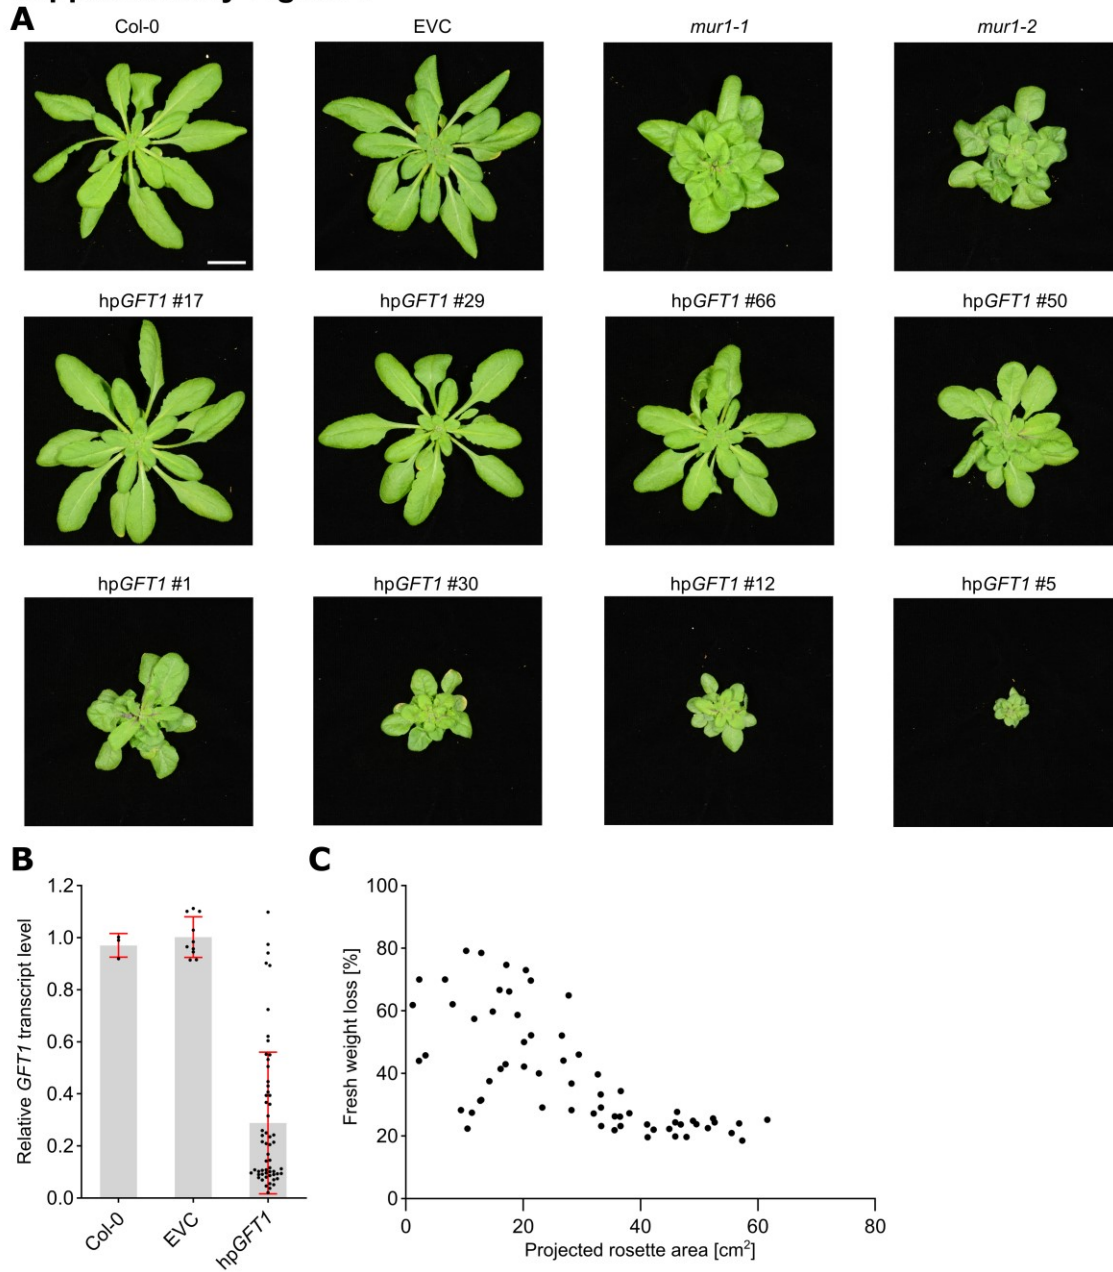 A
Col-0 EVC mur1-1 mur1-2
hpGFT1 #17 hpGFT1 #29 hpGFT1 #66 hpGFT1 #50
hpGFT1 #1 hpGFT1 #30 hpGFT1 #12 hpGFT1 #5
B
Relative GFT1 transcript level
1.2
1.0
0.8
0.6
0.4
0.2
0.0
Col-0 EVC hpGFT1
C
Fresh weight loss [%]
100
80
60
40
20
0
0 20 40 60 80
Projected rosette area [cm²]